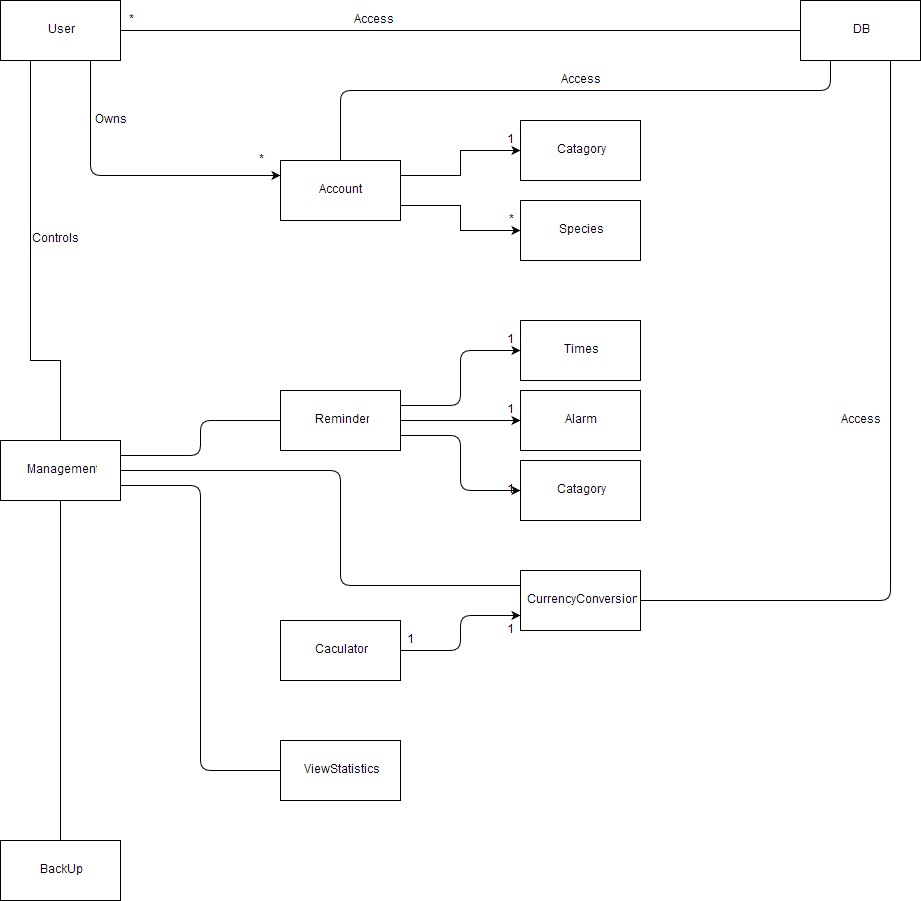 User
*
Access
DB
Access
Owns
*
1
Catagory
Account
*
Species
Controls
1
Times
1
Reminder
Alarm
Access
Management
1
Catagory
CurrencyConversion
1
1
Caculator
ViewStatistics
BackUp